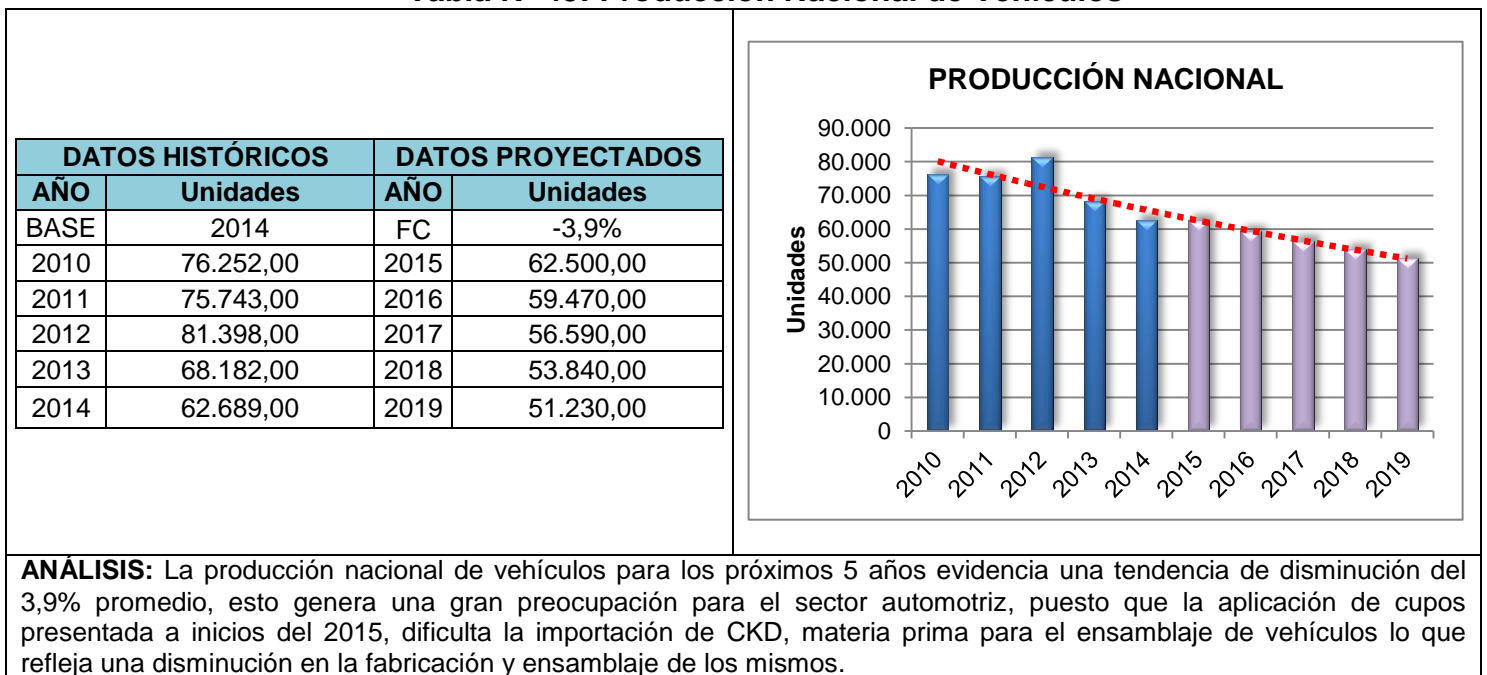 Tabla N° 43: Producción Nacional de Vehículos
DATOS HISTÓRICOS DATOS PROYECTADOS
AÑO Unidades AÑO Unidades
BASE 2014 FC -3,9%
2010 76.252,00 2015 62.500,00
2011 75.743,00 2016 59.470,00
2012 81.398,00 2017 56.590,00
2013 68.182,00 2018 53.840,00
2014 62.689,00 2019 51.230,00
PRODUCCIÓN NACIONAL
Unidades
90.000
80.000
70.000
60.000
50.000
40.000
30.000
20.000
10.000
0
2010 2011 2012 2013 2014 2015 2016 2017 2018 2019
ANÁLISIS: La producción nacional de vehículos para los próximos 5 años evidencia una tendencia de disminución del
3,9% promedio, esto genera una gran preocupación para el sector automotriz, puesto que la aplicación de cupos
presentada a inicios del 2015, dificulta la importación de CKD, materia prima para el ensamblaje de vehículos lo que
refleja una disminución en la fabricación y ensamblaje de los mismos.